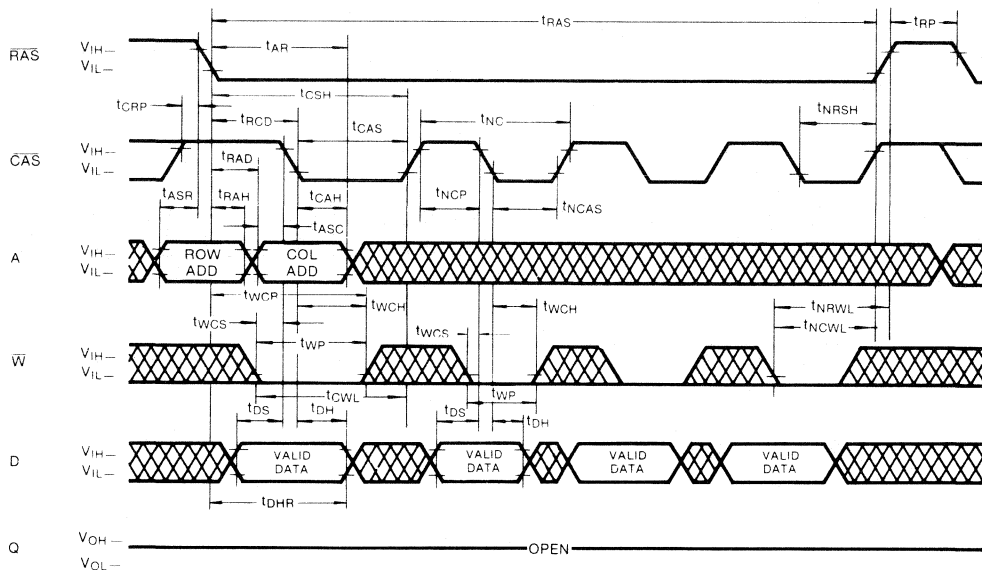 tRAS
tRP
tAR
RAS
VIH
VIL
tCSH
tCRP
tRCD
tCAS
tNC
tNRSH
CAS
VIH
VIL
tRAD
tASR
tRAH
tCAH
tNCP
tNCAS
tASC
A
VIH
VIL
ROW
ADD
COL
ADD
tWCR
tWCH
tWCH
tNRWL
tWCS
tWP
tWCS
tNCWL
W
VIH
VIL
tCWL
tWP
tDS
tDH
tDS
tDH
D
VIH
VIL
VALID
DATA
VALID
DATA
VALID
DATA
VALID
DATA
tDHR
Q
VOH
VOL
OPEN